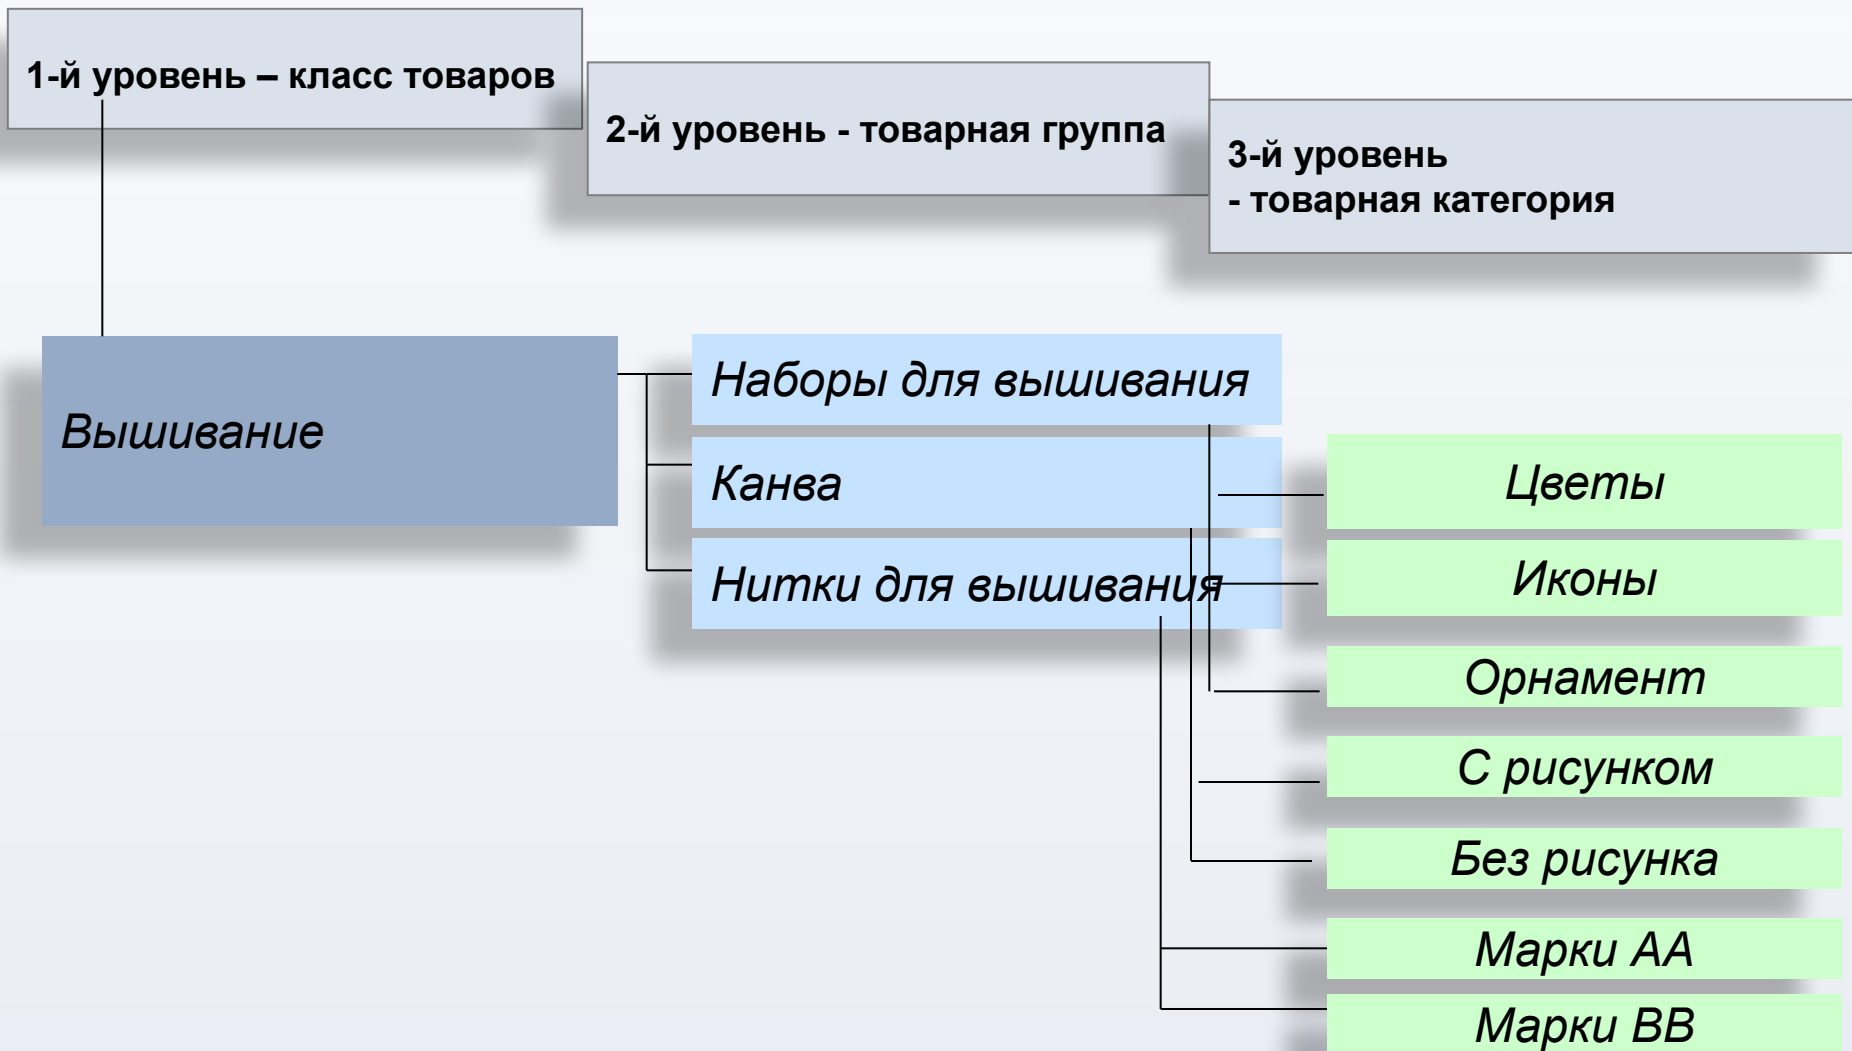 1-й уровень – класс товаров
2-й уровень - товарная группа
3-й уровень
- товарная категория
Вышивание
Наборы для вышивания
Канва
Нитки для вышивания
Цветы
Иконы
Орнамент
С рисунком
Без рисунка
Марки АА
Марки ВВ